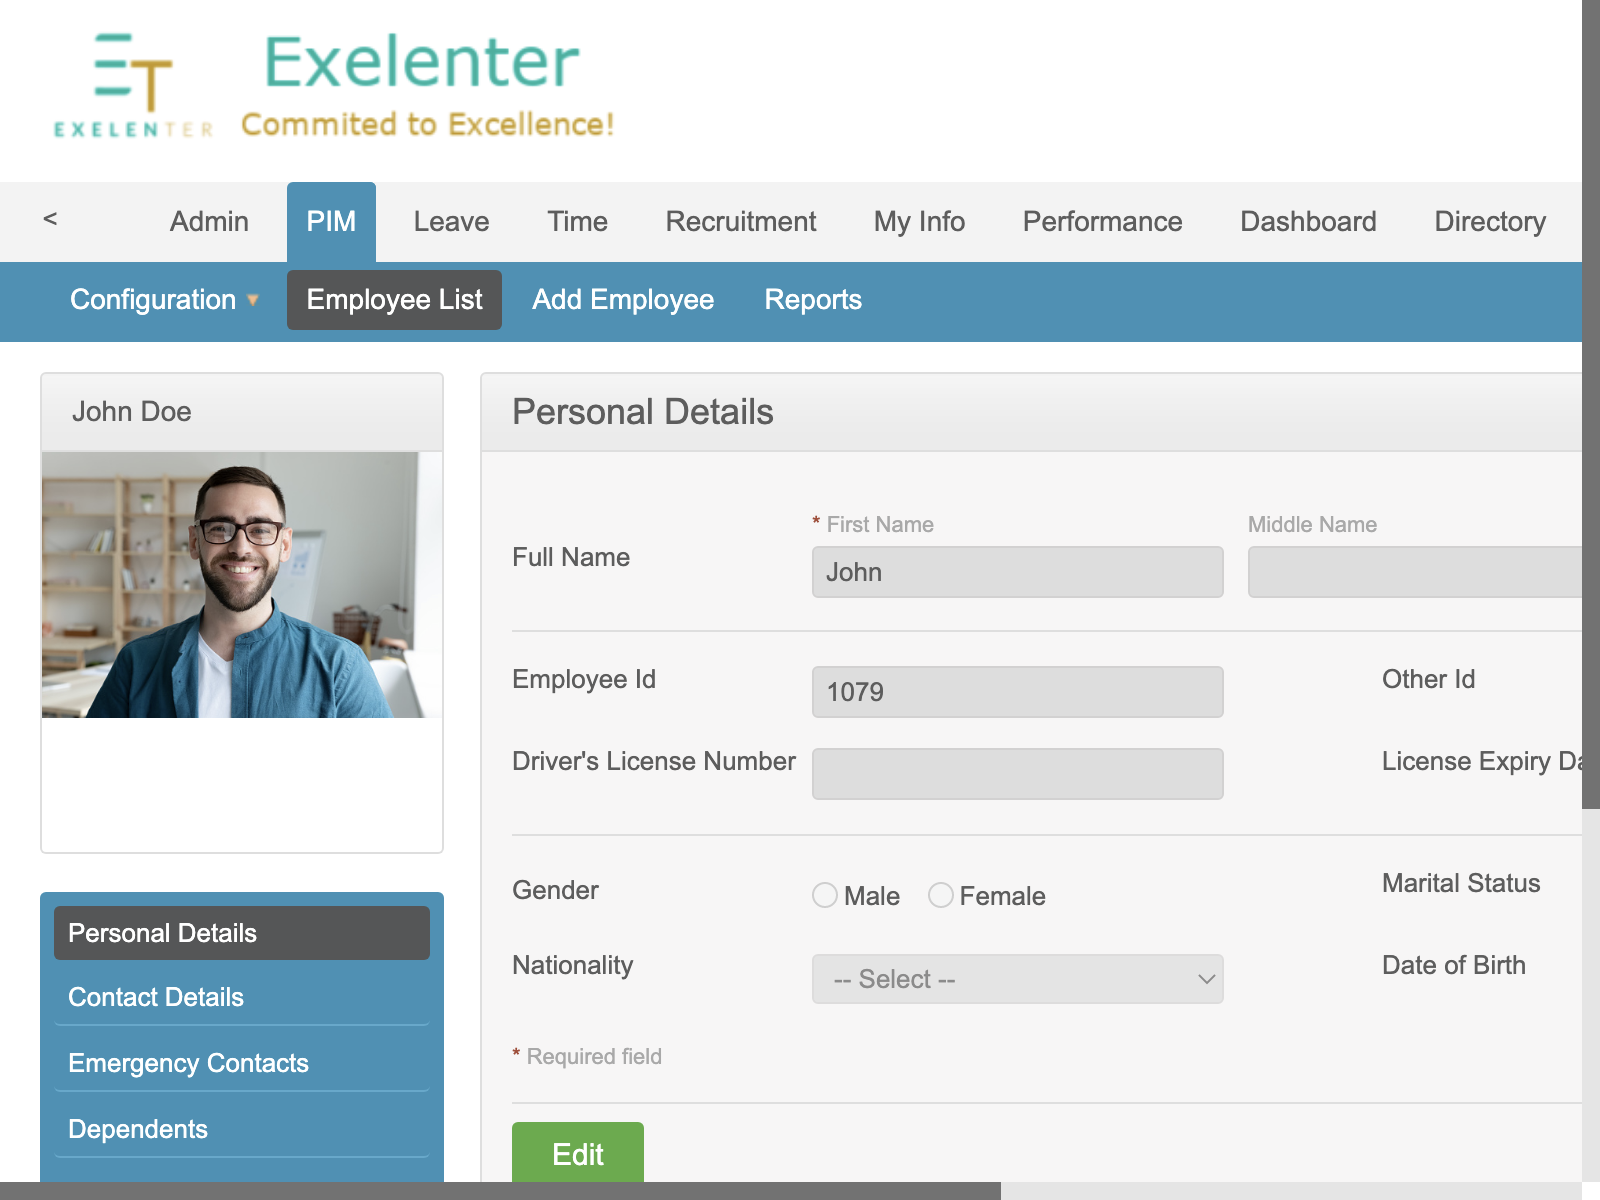 EXELENTER
Exelenter
Commited to Excellence!
< Admin PIM Leave Time Recruitment My Info Performance Dashboard Directory
Configuration Employee List Add Employee Reports
John Doe
Personal Details
Contact Details
Emergency Contacts
Dependents
Personal Details
* First Name Middle Name
Full Name John
Employee Id 1079 Other Id
Driver's License Number License Expiry Da
Gender Male Female Marital Status
Nationality -- Select -- Date of Birth
* Required field
Edit